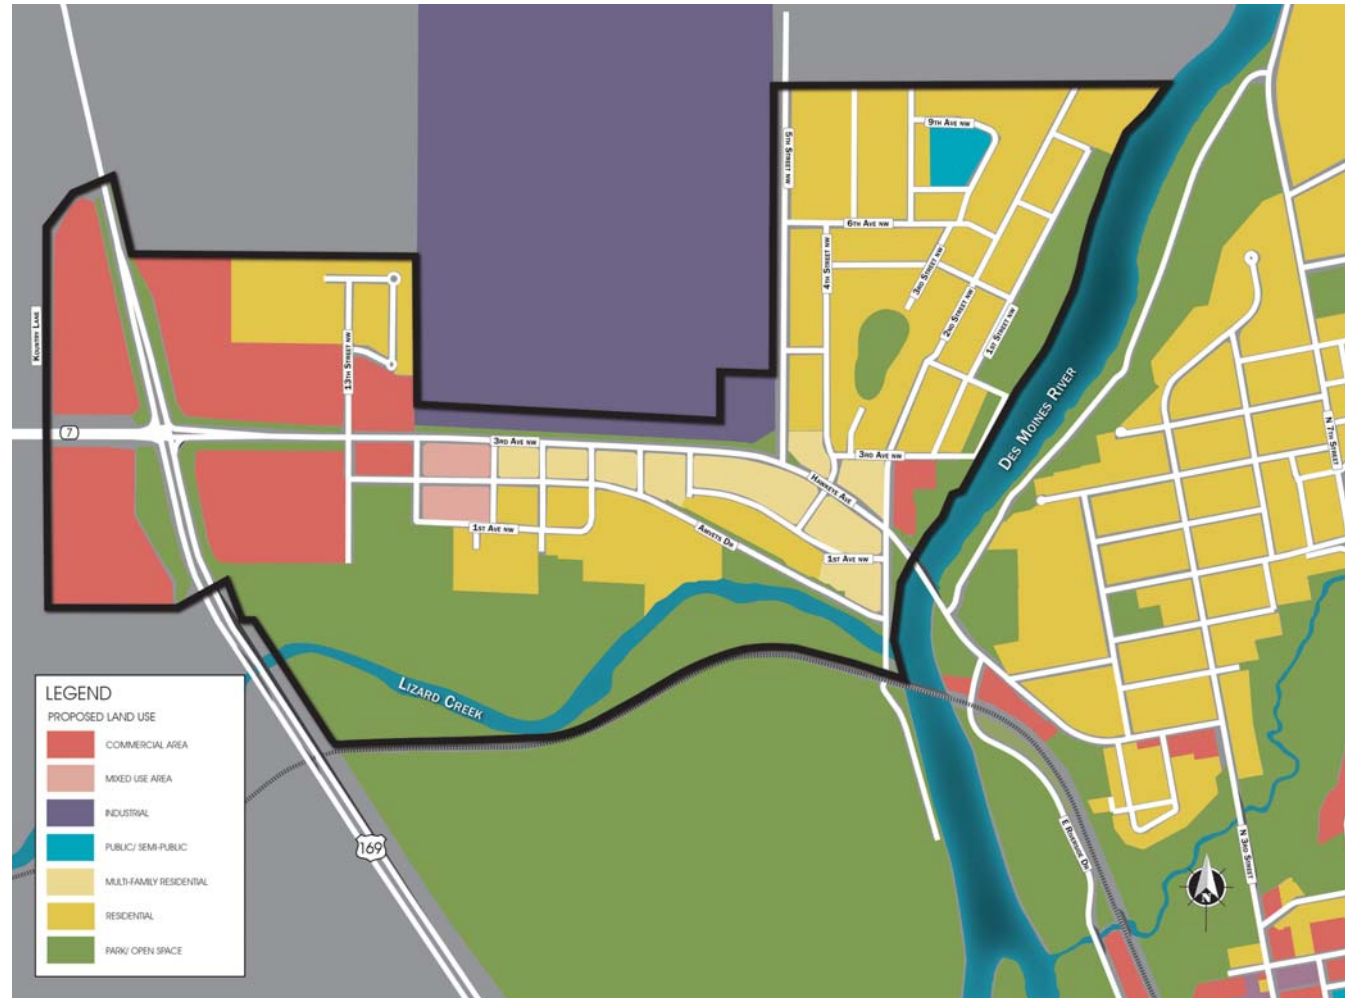 9th Ave NW
5th Street NW
6th Ave NW
4th Street NW
3rd Street NW
2nd Street NW
1st Street NW
Kountry Lane
13th Street NW
Des Moines River
N 7th Street
7
3rd Ave NW
3rd Ave NW
Hawkeye Ave
1st Ave NW
Amvets Dr
1st Ave NW
Lizard Creek
LEGEND
PROPOSED LAND USE
COMMERCIAL AREA
MIXED USE AREA
INDUSTRIAL
PUBLIC/ SEMI-PUBLIC
MULTI-FAMILY RESIDENTIAL
RESIDENTIAL
PARK/ OPEN SPACE
169
E Riverside Dr
N 3rd Street
N